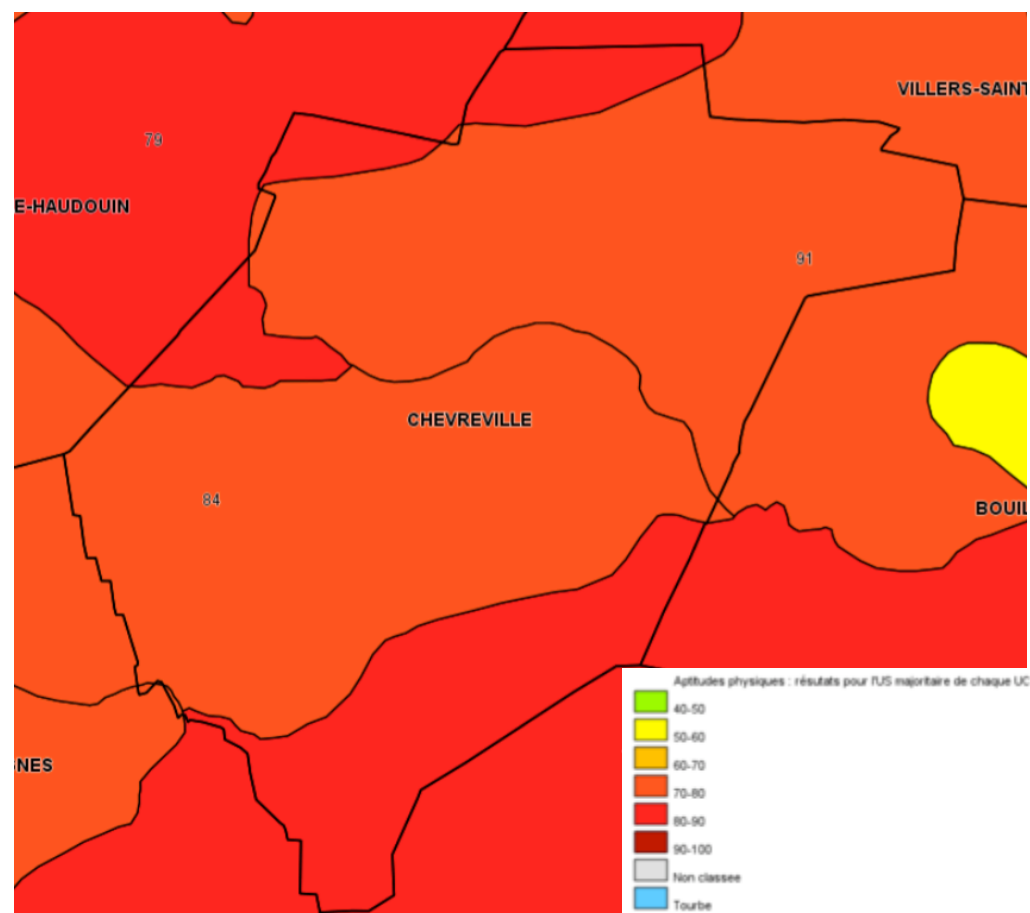 VILLERS-SAINT
79
E-HAUDOUIN
91
CHEVREVILLE
84
BOUIL
NES
Aptitudes physiques : résutats pour l'US majoritaire de chaque UC
40-50
50-60
60-70
70-80
80-90
90-100
Non classee
Tourbe